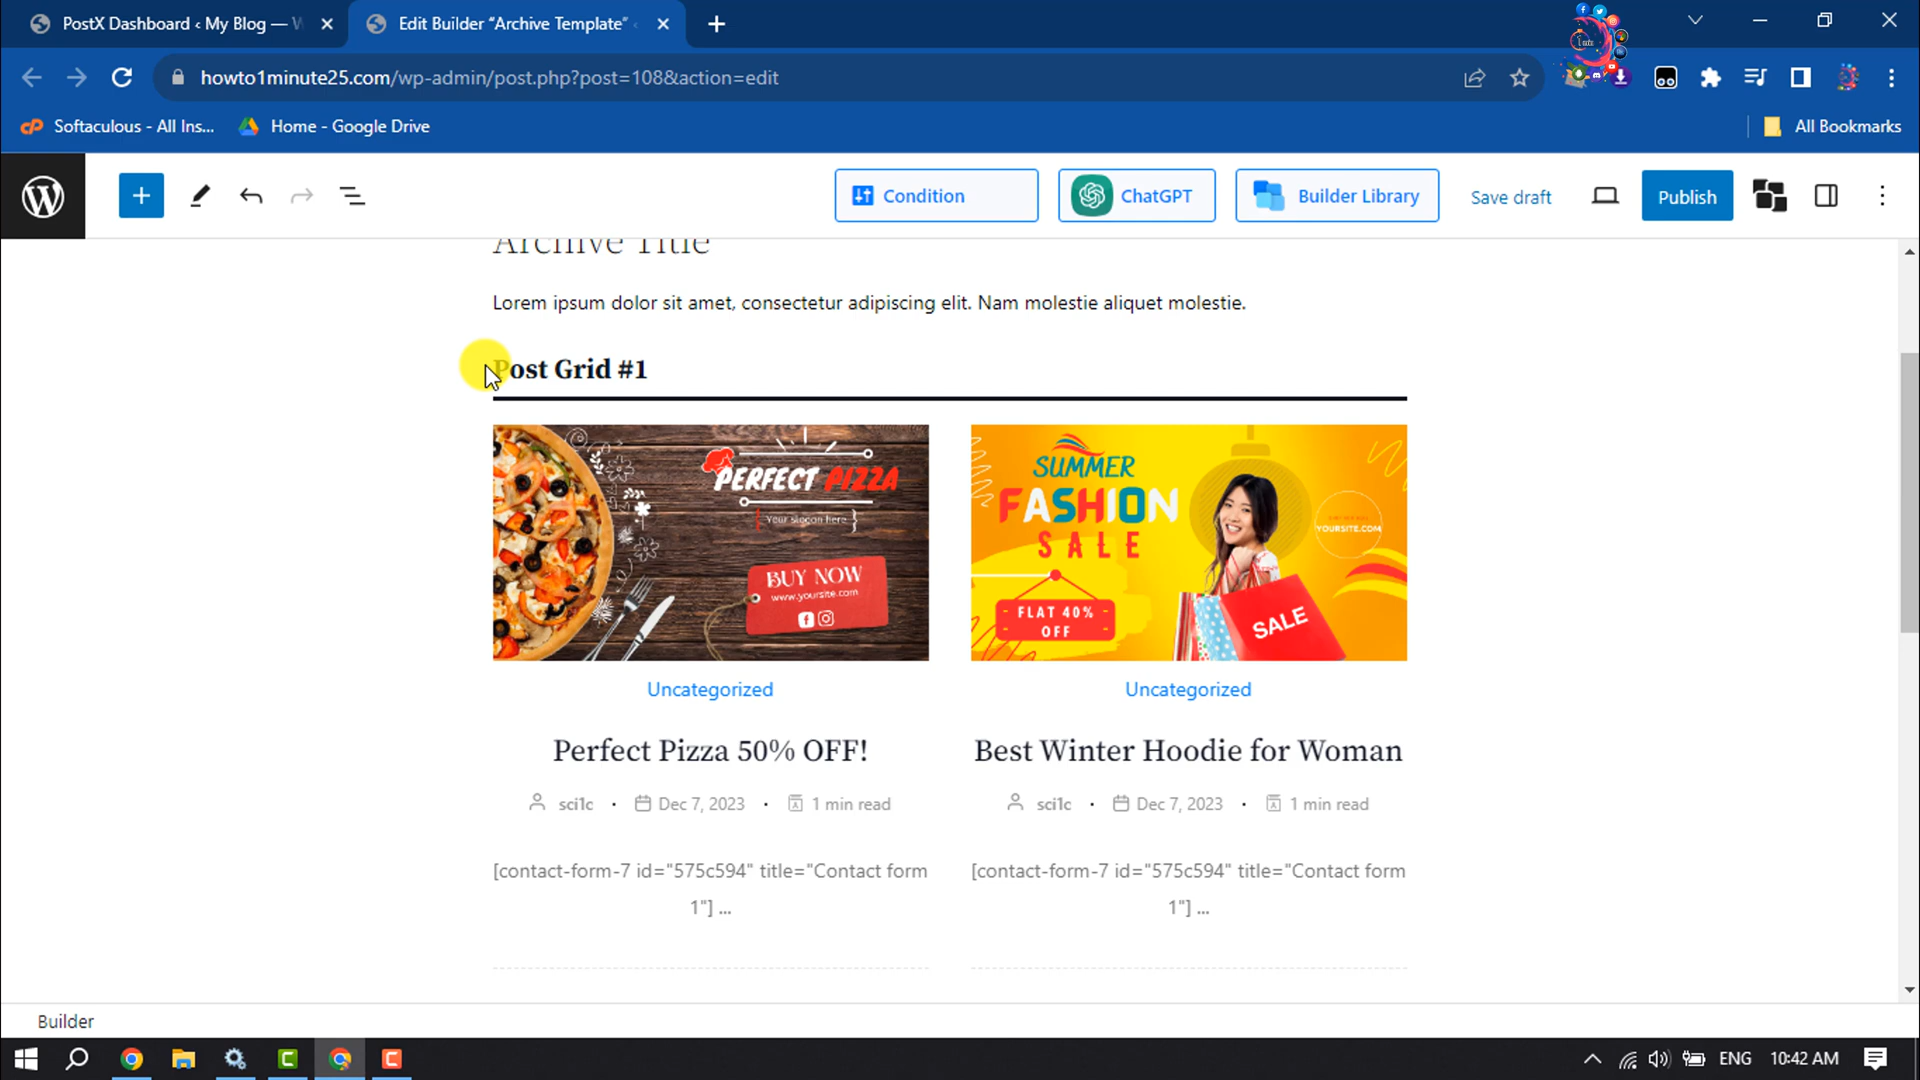 PostX Dashboard ‹ My Blog — W
Edit Builder “Archive Template” ‹
howto1minute25.com/wp-admin/post.php?post=108&action=edit
Softaculous - All Ins...
Home - Google Drive
All Bookmarks
Condition
ChatGPT
Builder Library
Save draft
Publish
Archive Title
Lorem ipsum dolor sit amet, consectetur adipiscing elit. Nam molestie aliquet molestie.
Post Grid #1
PERFECT PIZZA
{ Your slogan here }
BUY NOW
www.yoursite.com
SUMMER
FASHION
SALE
YOURSITE.COM
FLAT 40%
OFF
SALE
Uncategorized
Uncategorized
Perfect Pizza 50% OFF!
Best Winter Hoodie for Woman
sci1c · Dec 7, 2023 · 1 min read
sci1c · Dec 7, 2023 · 1 min read
[contact-form-7 id="575c594" title="Contact form
1"] ...
[contact-form-7 id="575c594" title="Contact form
1"] ...
Builder
ENG
10:42 AM